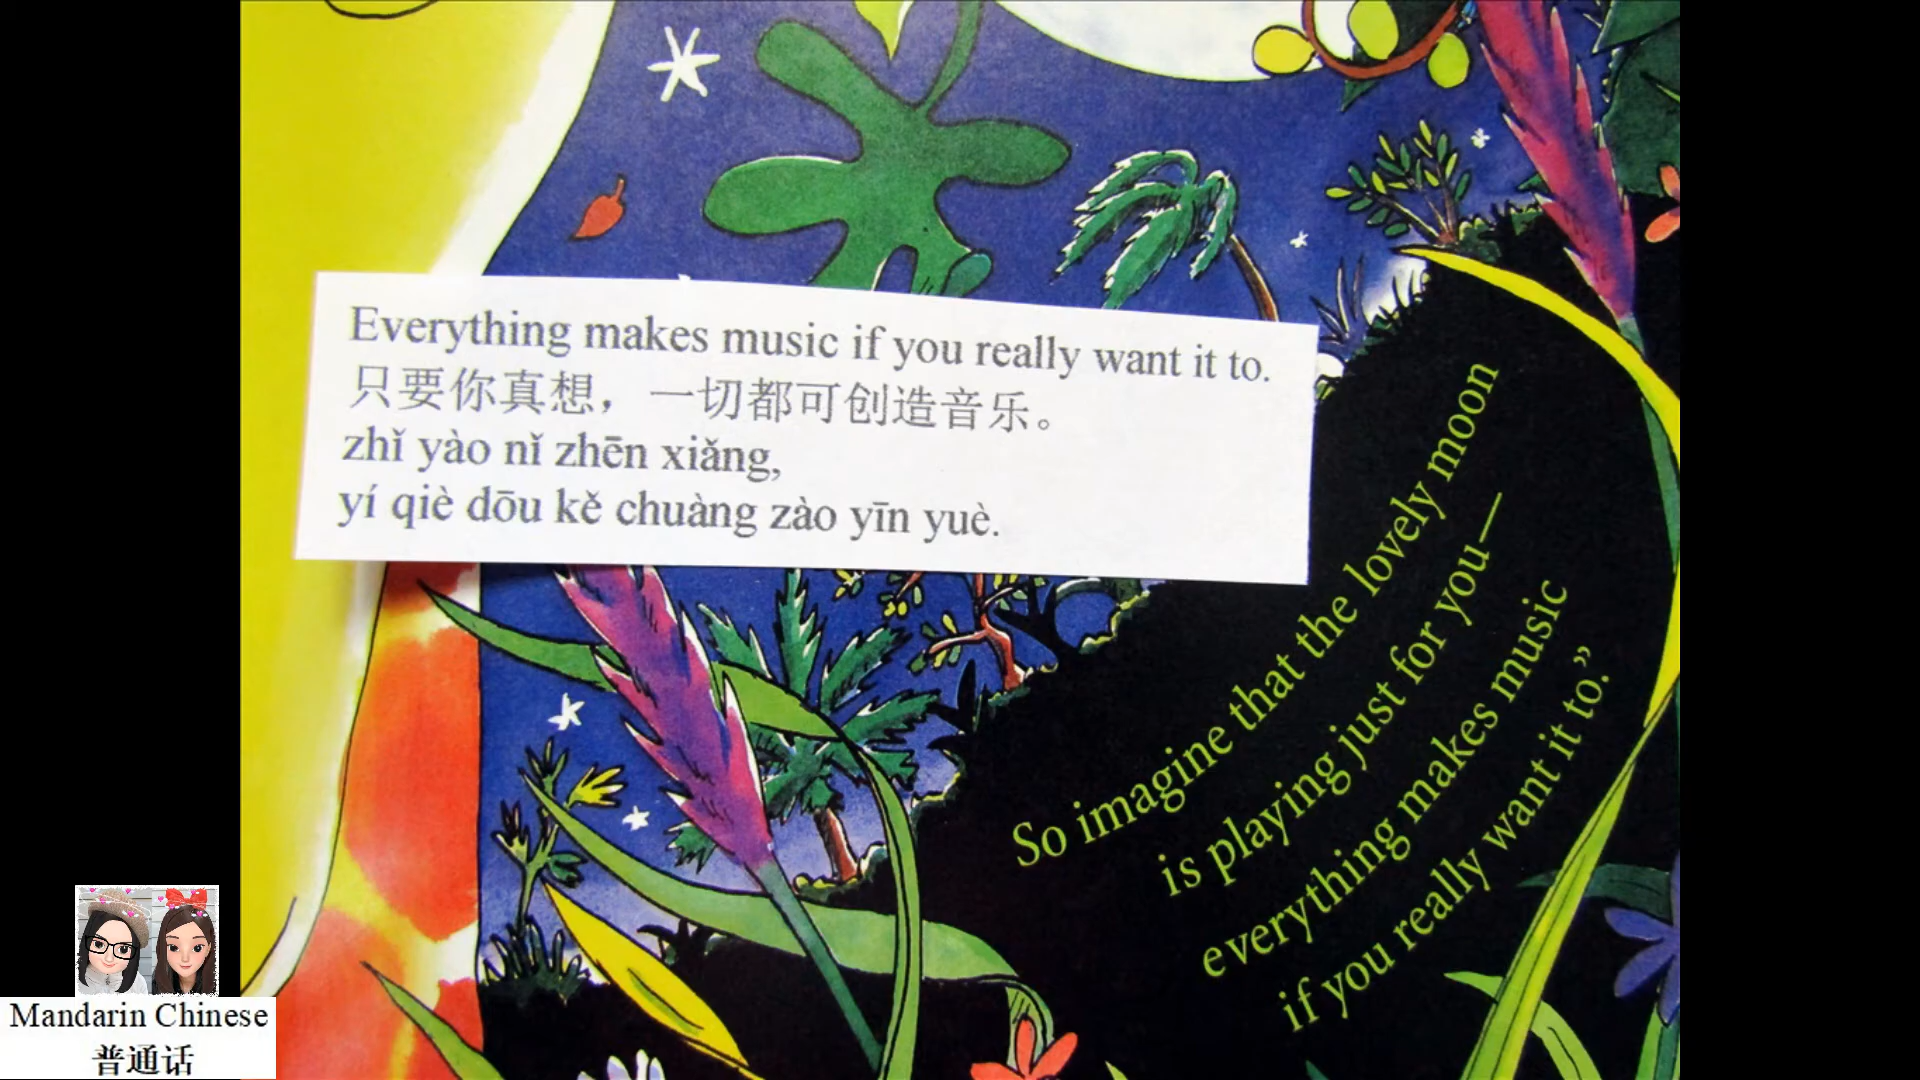 Everything makes music if you really want it to.
只要你真想，一切都可创造音乐。
zhǐ yào nǐ zhēn xiǎng,
yí qiè dōu kě chuàng zào yīn yuè.
So imagine that the lovely moon
is playing just for you—
everything makes music
if you really want it to.”
Mandarin Chinese
普通话